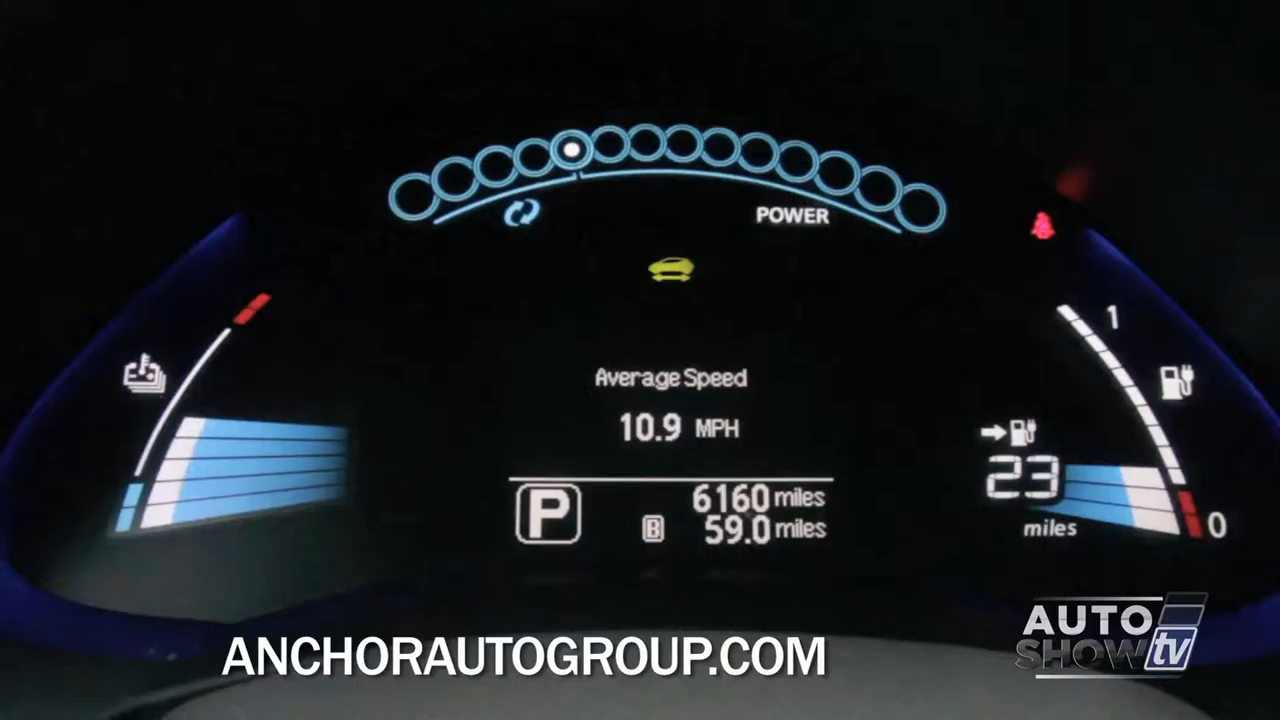 POWER
1
Average Speed
10.9 MPH
23
miles
0
P
6160 miles
B 59.0 miles
AUTO
SHOW tv
ANCHORAUTOGROUP.COM